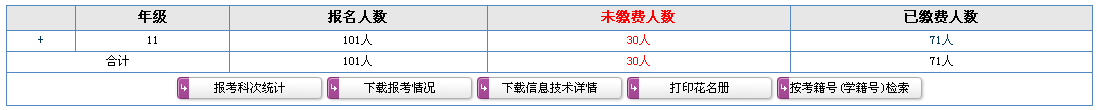 年级 报名人数 未缴费人数 已缴费人数
+ 11 101人 30人 71人
合计 101人 30人 71人
报考科次统计 下载报考情况 下载信息技术详情 打印花名册 按考籍号(学籍号)检索